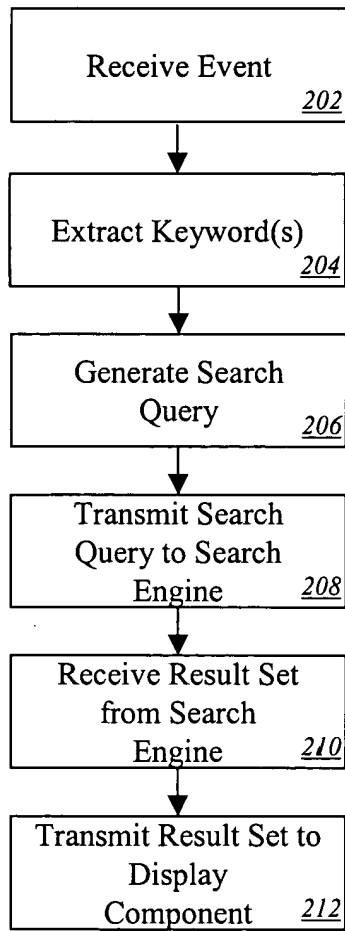 Receive Event
202
Extract Keyword(s)
204
Generate Search
Query
206
Transmit Search
Query to Search
Engine
208
Receive Result Set
from Search
Engine
210
Transmit Result Set to
Display
Component
212